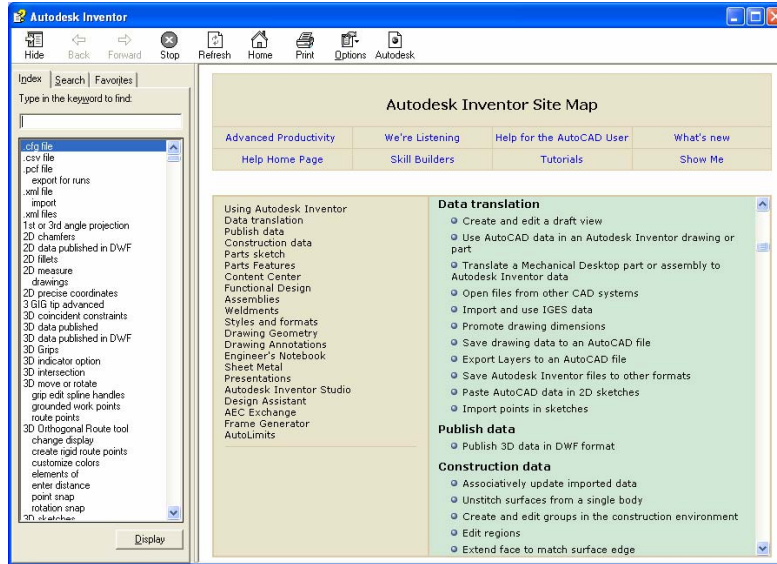 Autodesk Inventor
Hide Back Forward Stop Refresh Home Print Options Autodesk
Index Search Favorites
Type in the keyword to find:
.cfg file
.csv file
.pcf file
export for runs
.xml file
import
.xml files
1st or 3rd angle projection
2D chamfers
2D data published in DWF
2D fillets
2D measure
drawings
2D precise coordinates
3 GIG tip advanced
3D coincident constraints
3D data published
3D data published in DWF
3D Grips
3D indicator option
3D intersection
3D move or rotate
grip edit spline handles
grounded work points
route points
3D Orthogonal Route tool
change display
create rigid route points
customize colors
elements of
enter distance
point snap
rotation snap
3D sketches
Display
Autodesk Inventor Site Map
Advanced Productivity We're Listening Help for the AutoCAD User What's new
Help Home Page Skill Builders Tutorials Show Me
Using Autodesk Inventor
Data translation
Publish data
Construction data
Parts sketch
Parts Features
Content Center
Functional Design
Assemblies
Weldments
Styles and formats
Drawing Geometry
Drawing Annotations
Engineer's Notebook
Sheet Metal
Presentations
Autodesk Inventor Studio
Design Assistant
AEC Exchange
Frame Generator
AutoLimits
Data translation
Create and edit a draft view
Use AutoCAD data in an Autodesk Inventor drawing or
part
Translate a Mechanical Desktop part or assembly to
Autodesk Inventor data
Open files from other CAD systems
Import and use IGES data
Promote drawing dimensions
Save drawing data to an AutoCAD file
Export Layers to an AutoCAD file
Save Autodesk Inventor files to other formats
Paste AutoCAD data in 2D sketches
Import points in sketches
Publish data
Publish 3D data in DWF format
Construction data
Associatively update imported data
Unstitch surfaces from a single body
Create and edit groups in the construction environment
Edit regions
Extend face to match surface edge